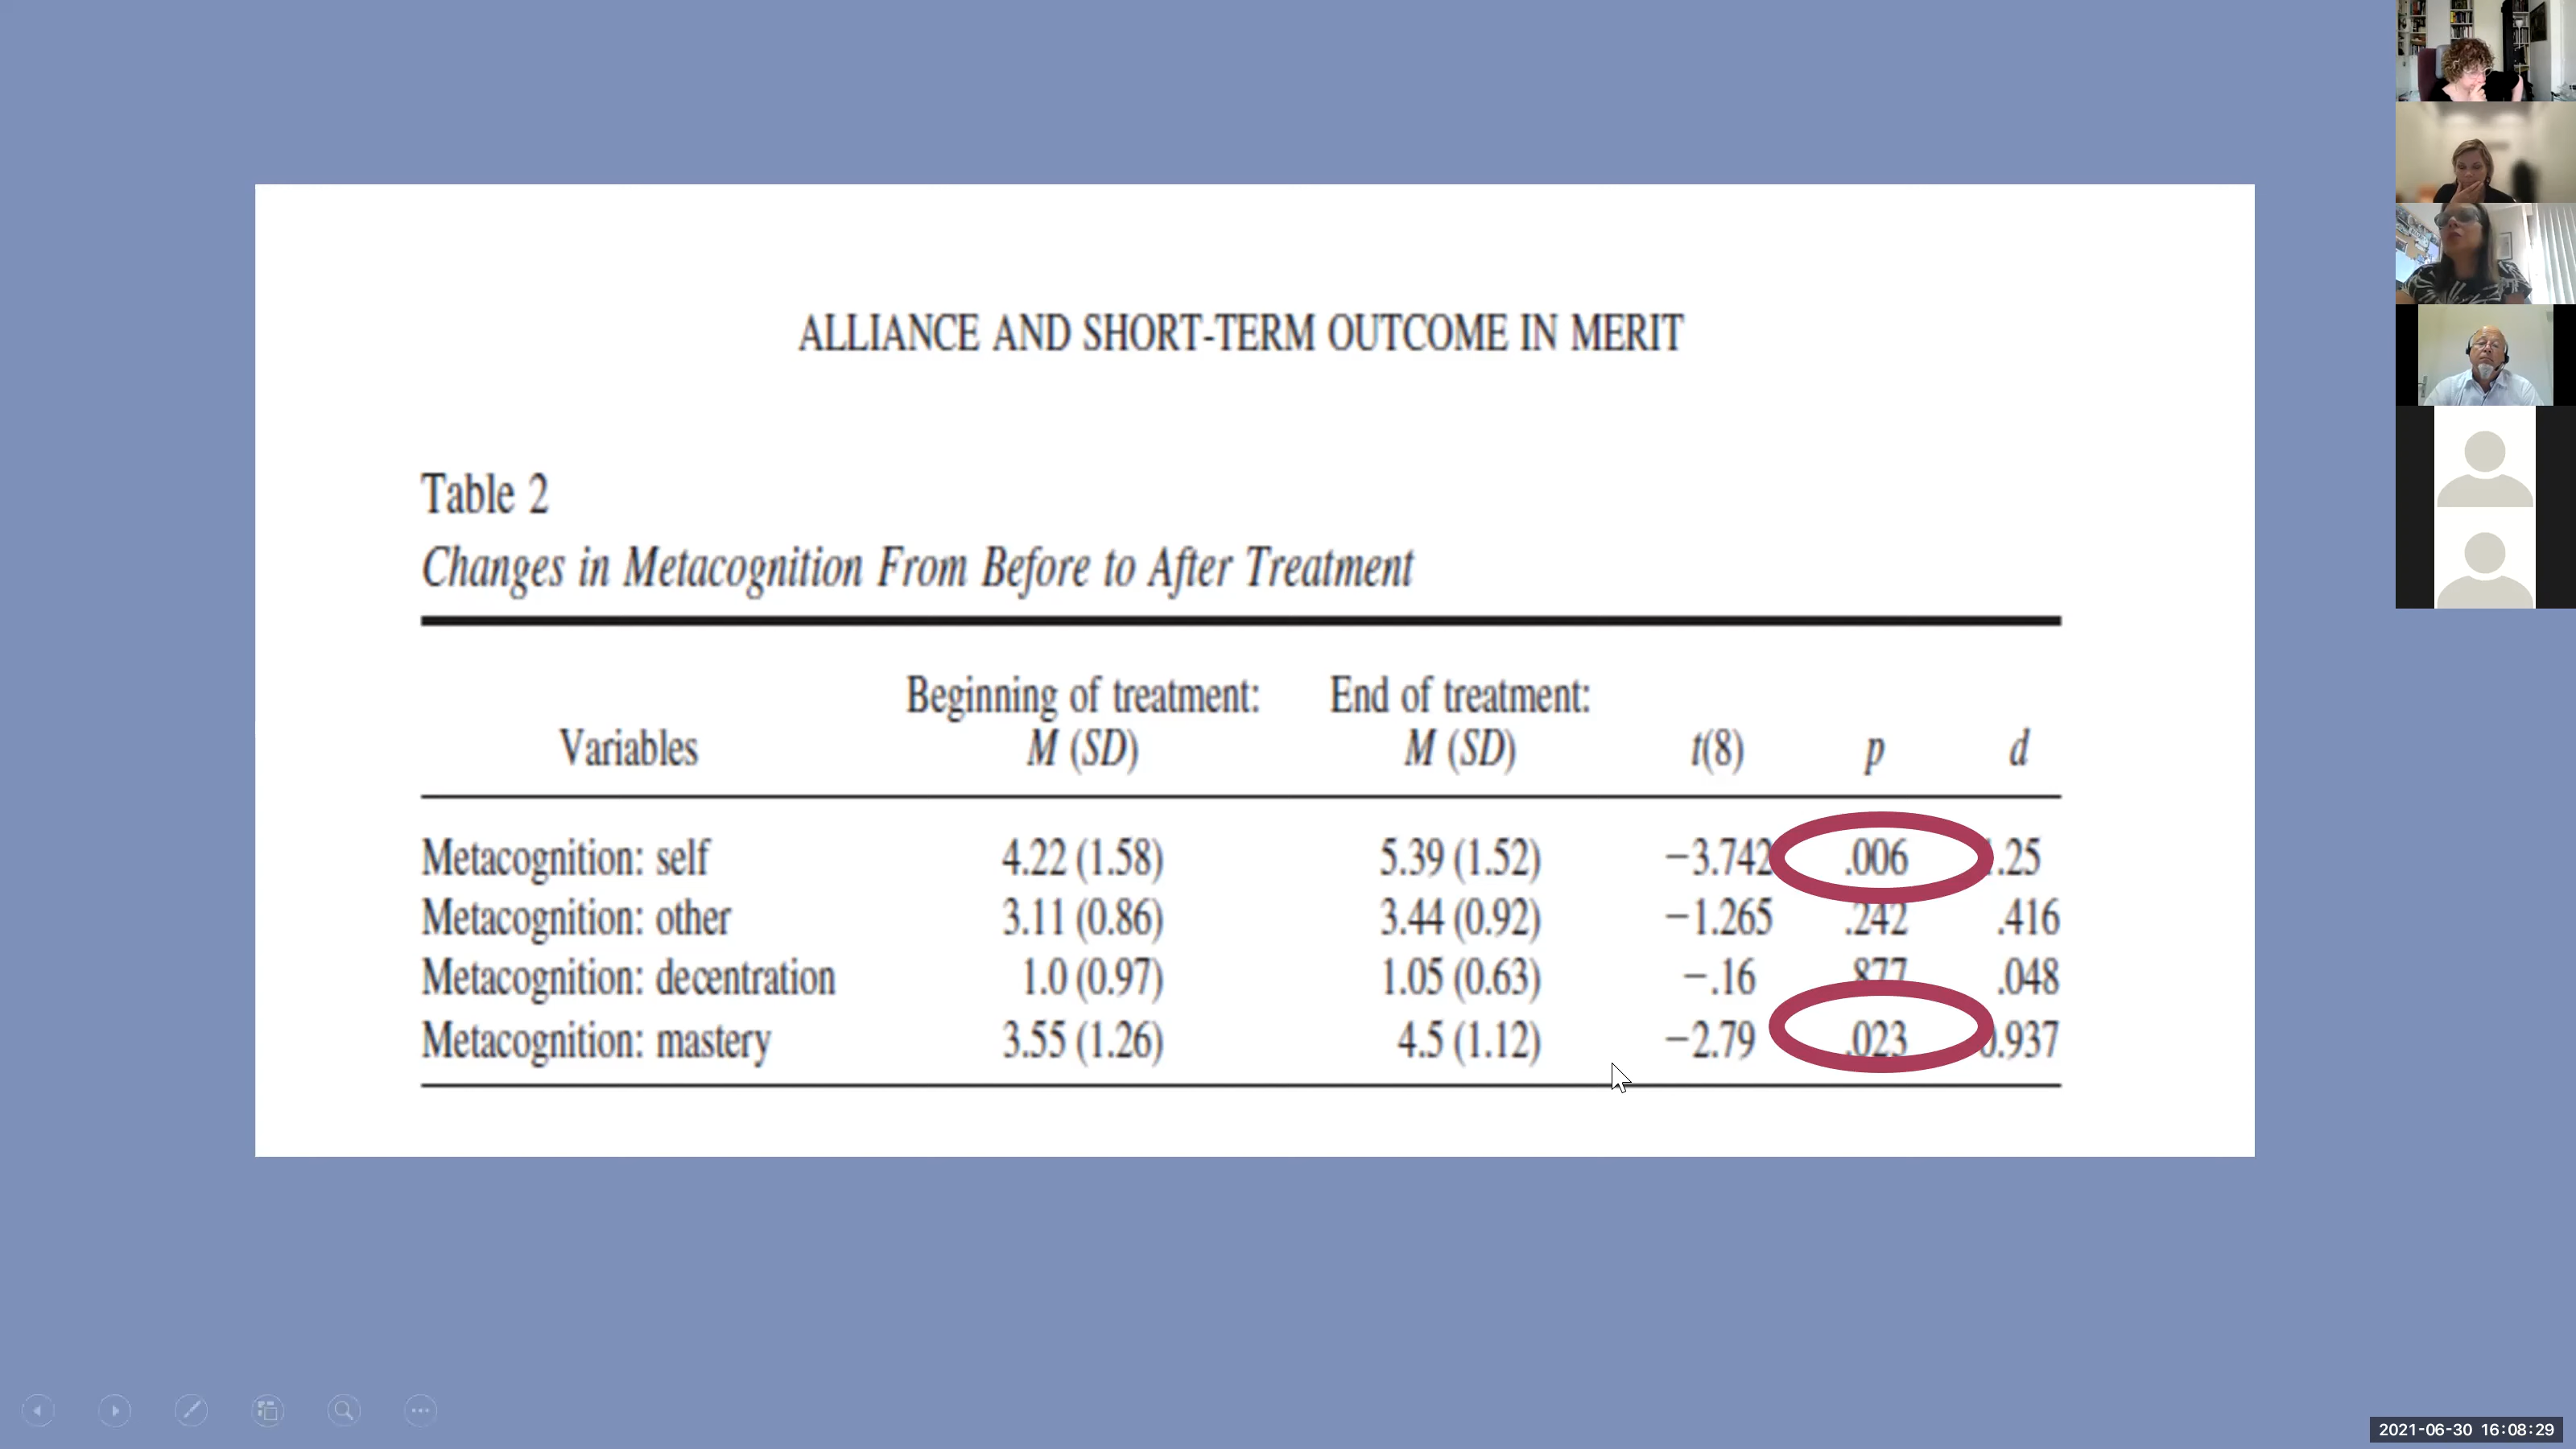 ALLIANCE AND SHORT-TERM OUTCOME IN MERIT
Table 2
Changes in Metacognition From Before to After Treatment
Beginning of treatment: End of treatment:
Variables M (SD) M (SD) t(8) p d
Metacognition: self 4.22 (1.58) 5.39 (1.52) −3.742 .006 .25
Metacognition: other 3.11 (0.86) 3.44 (0.92) −1.265 .242 .416
Metacognition: decentration 1.0 (0.97) 1.05 (0.63) −.16 877 .048
Metacognition: mastery 3.55 (1.26) 4.5 (1.12) −2.79 .023 0.937
2021-06-30 16:08:29